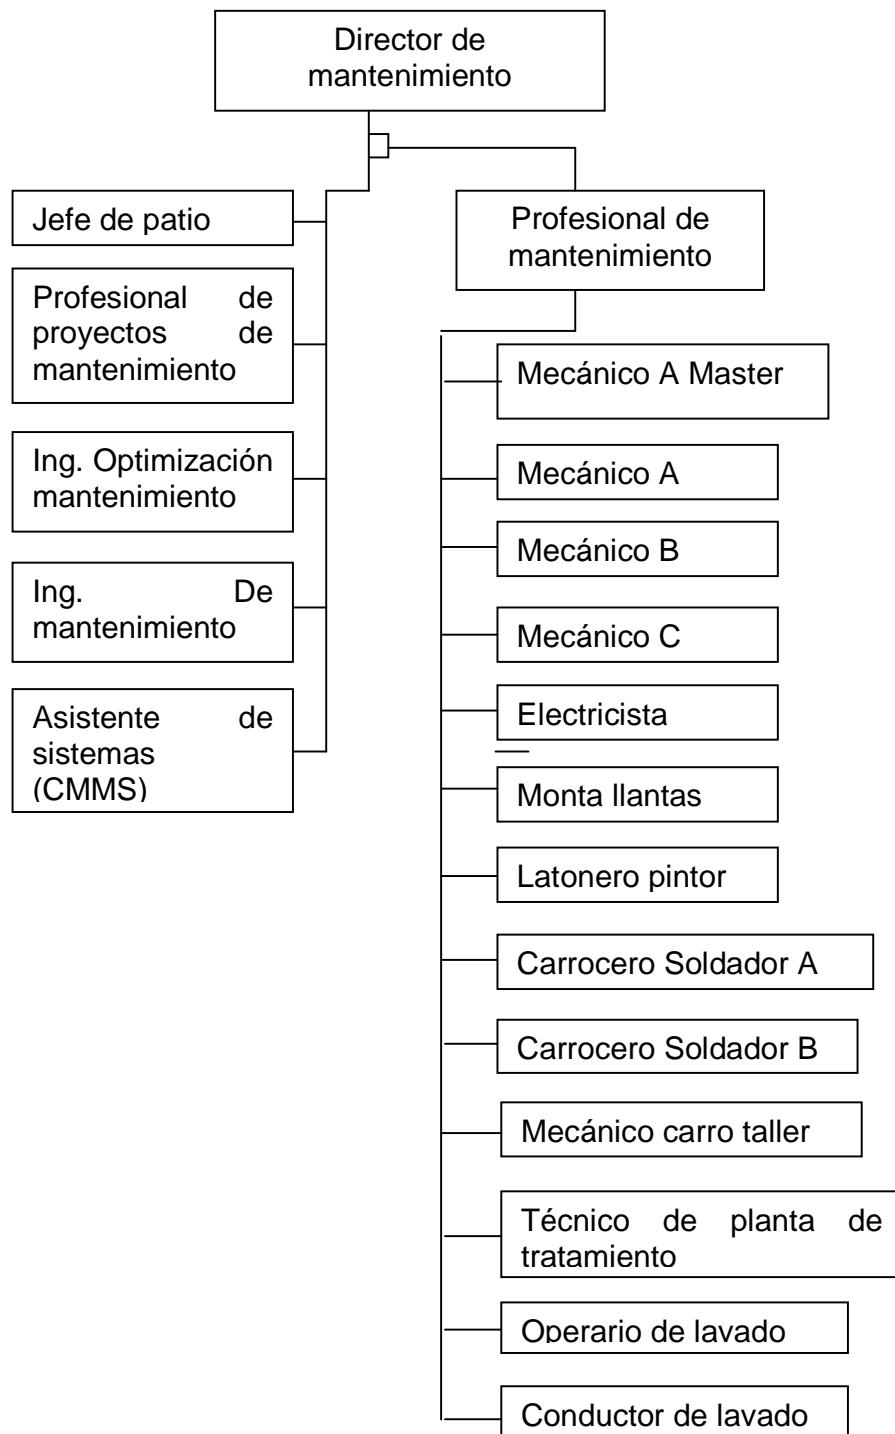 Director de
mantenimiento
Jefe de patio
Profesional de
proyectos de
mantenimiento
Ing. Optimización
mantenimiento
Ing. De
mantenimiento
Asistente de
sistemas
(CMMS)
Profesional de
mantenimiento
Mecánico A Master
Mecánico A
Mecánico B
Mecánico C
Electricista
Monta llantas
Latonero pintor
Carrocero Soldador A
Carrocero Soldador B
Mecánico carro taller
Técnico de planta de
tratamiento
Operario de lavado
Conductor de lavado